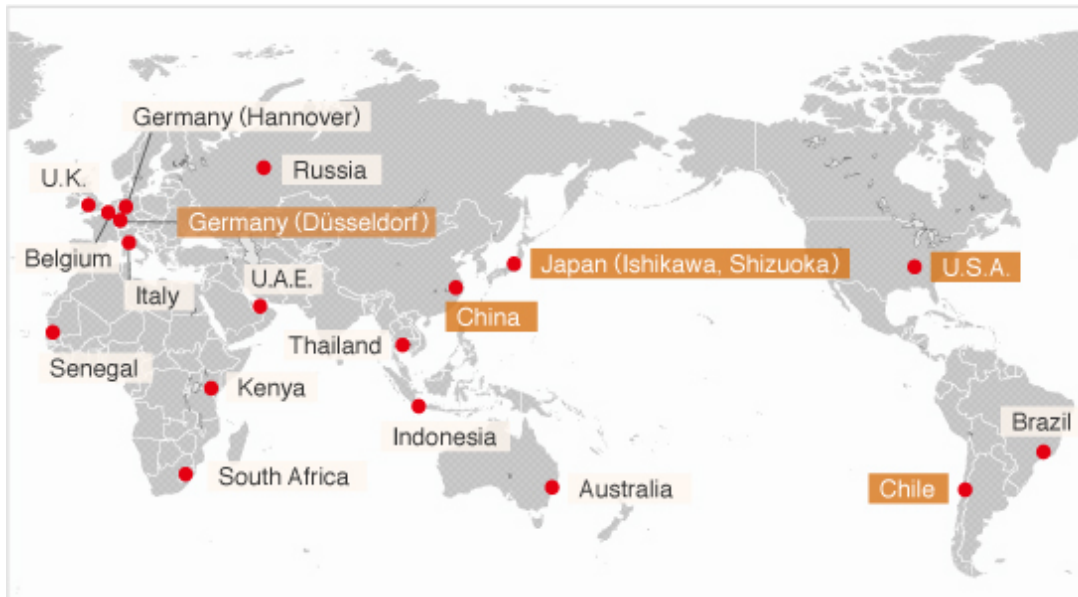 Germany (Hannover)
U.K.
Russia
Germany (Düsseldorf)
Belgium
Italy
U.A.E.
Japan (Ishikawa, Shizuoka)
U.S.A.
China
Thailand
Senegal
Kenya
Indonesia
Brazil
South Africa
Australia
Chile